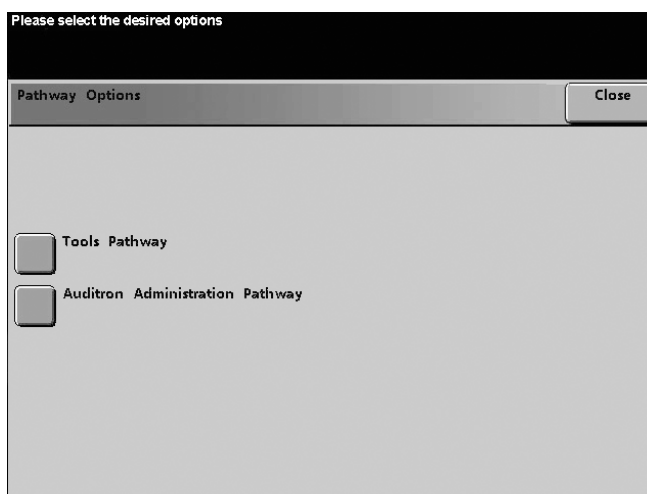 Please select the desired options
Pathway Options
Close
Tools Pathway
Auditron Administration Pathway